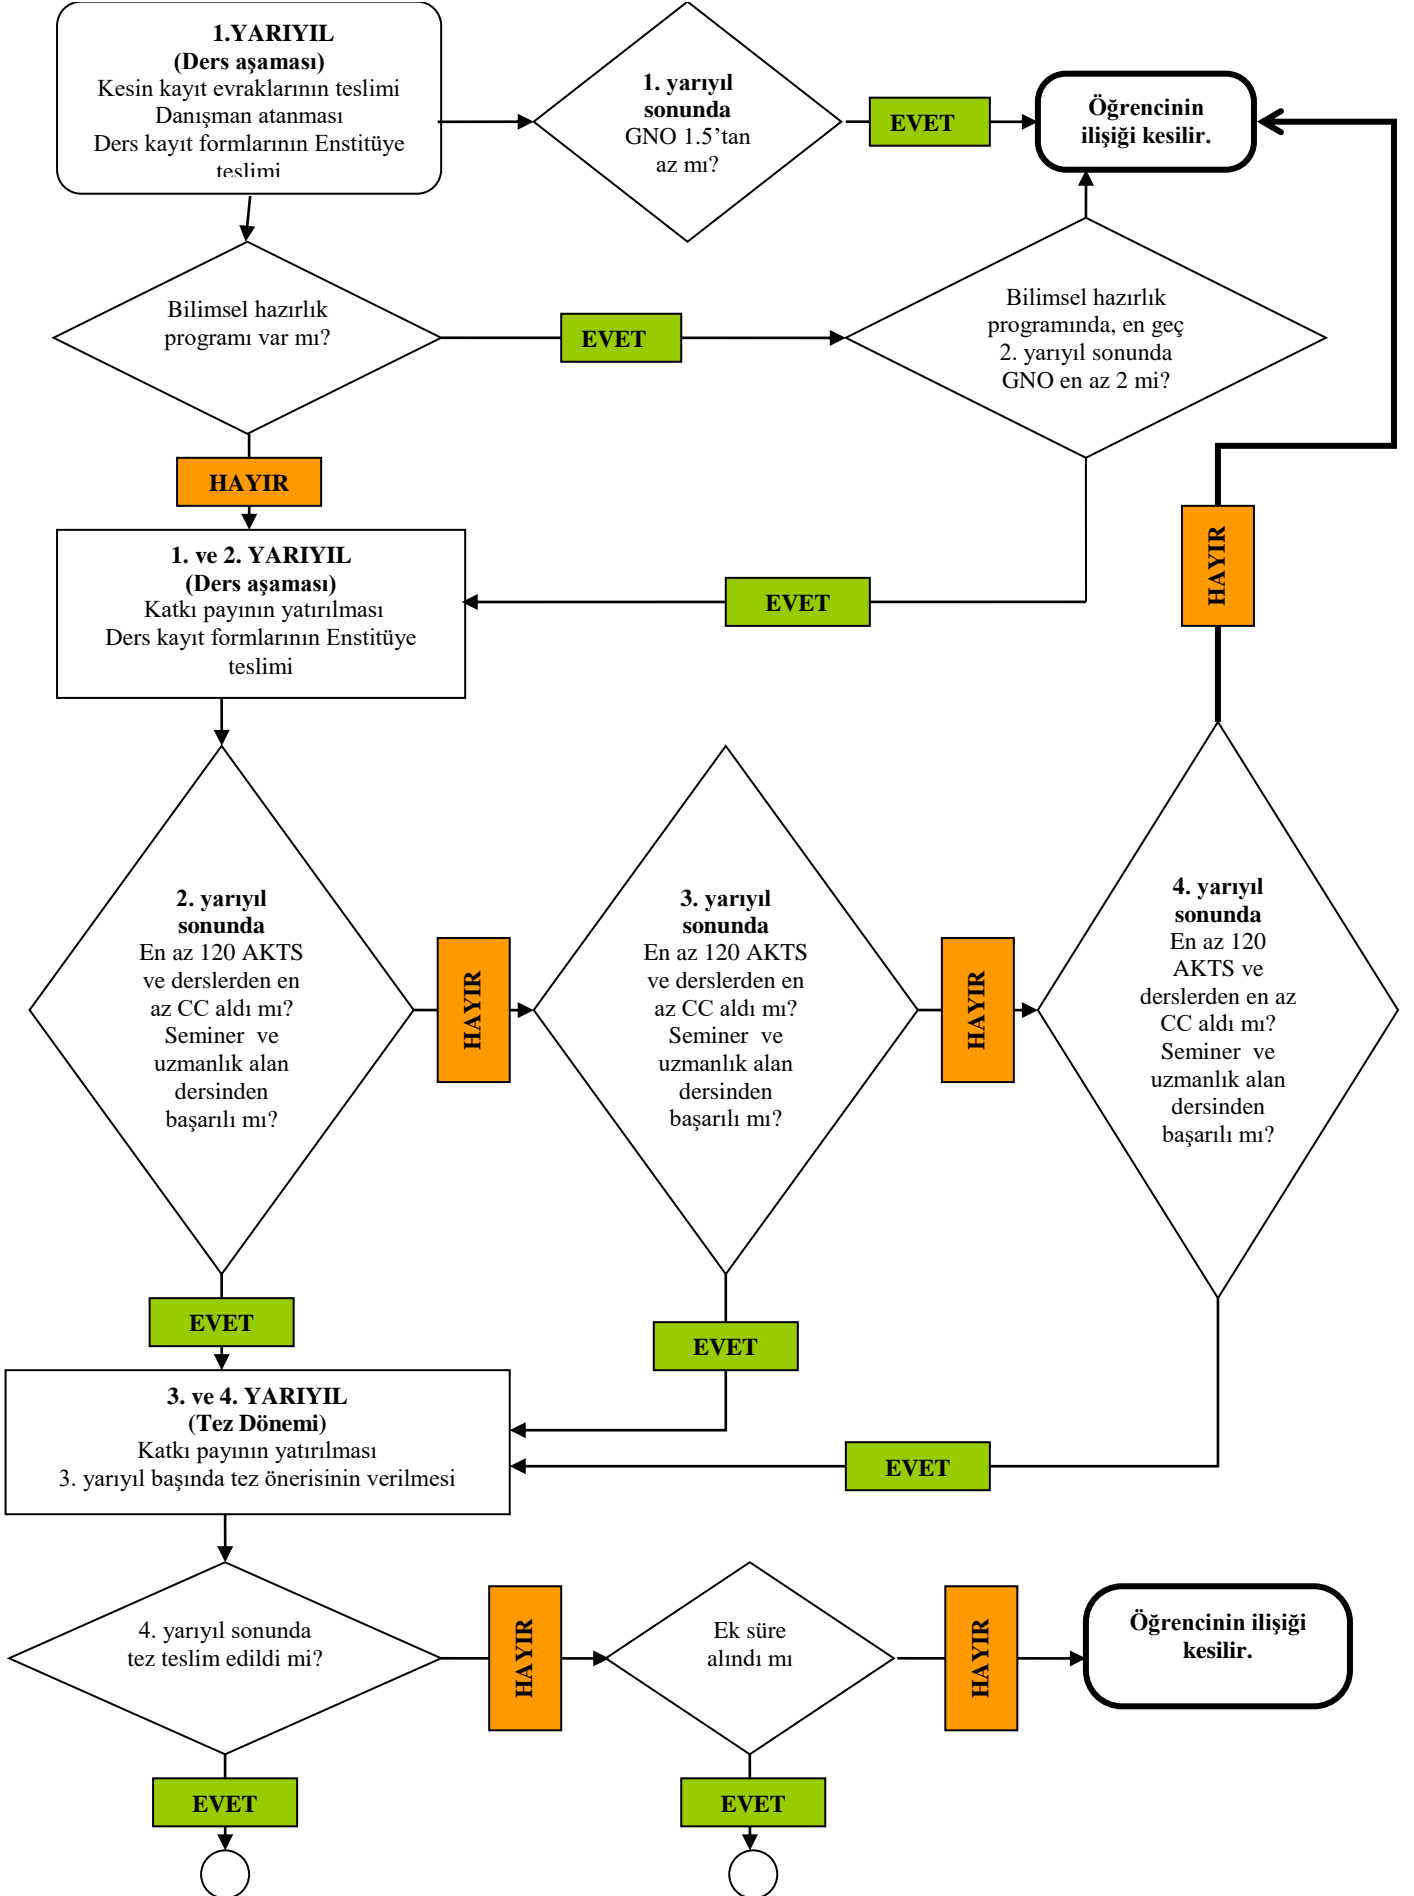 1.YARIYIL
(Ders aşaması)
Kesin kayıt evraklarının teslimi
Danışman atanması
Ders kayıt formlarının Enstitüye
teslimi
1. yarıyıl
sonunda
GNO 1.5’tan
az mı?
EVET
Öğrencinin
ilişiği kesilir.
Bilimsel hazırlık
programı var mı?
EVET
Bilimsel hazırlık
programında, en geç
2. yarıyıl sonunda
GNO en az 2 mi?
HAYIR
1. ve 2. YARIYIL
(Ders aşaması)
Katkı payının yatırılması
Ders kayıt formlarının Enstitüye
teslimi
EVET
HAYIR
2. yarıyıl
sonunda
En az 120 AKTS
ve derslerden en
az CC aldı mı?
Seminer  ve
uzmanlık alan
dersinden
başarılı mı?
HAYIR
3. yarıyıl
sonunda
En az 120 AKTS
ve derslerden en
az CC aldı mı?
Seminer  ve
uzmanlık alan
dersinden
başarılı mı?
HAYIR
4. yarıyıl
sonunda
En az 120
AKTS ve
derslerden en az
CC aldı mı?
Seminer  ve
uzmanlık alan
dersinden
başarılı mı?
EVET
EVET
3. ve 4. YARIYIL
(Tez Dönemi)
Katkı payının yatırılması
3. yarıyıl başında tez önerisinin verilmesi
EVET
4. yarıyıl sonunda
tez teslim edildi mi?
HAYIR
Ek süre
alındı mı
HAYIR
Öğrencinin ilişiği
kesilir.
EVET
EVET